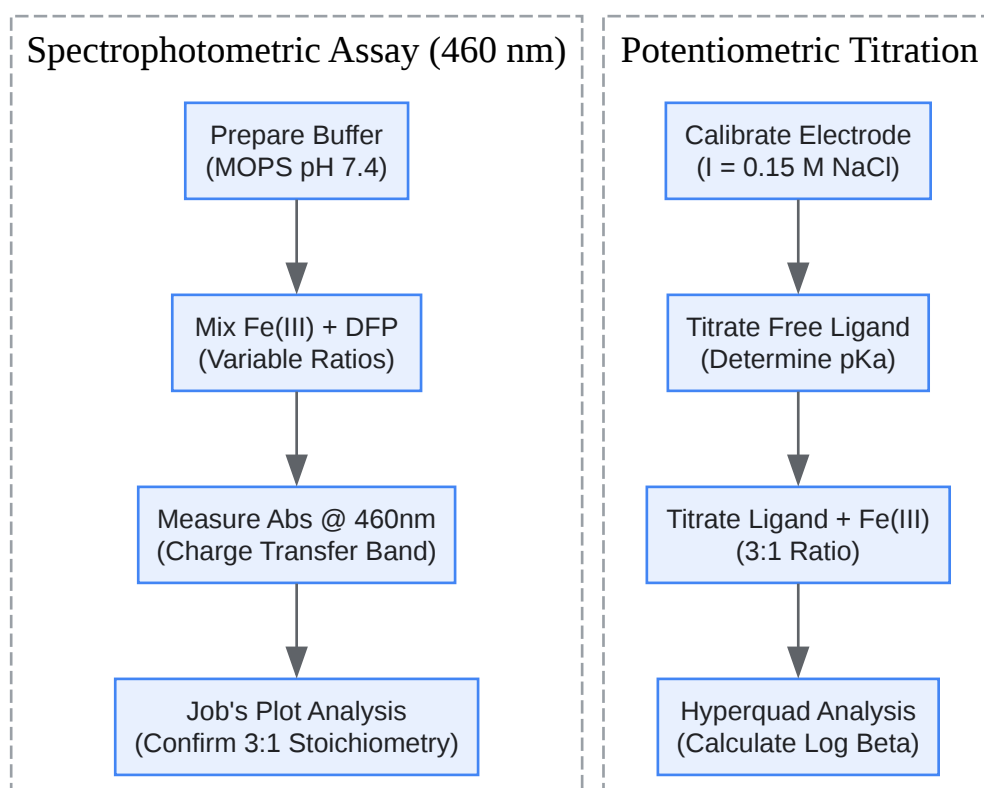 Spectrophotometric Assay (460 nm)
Prepare Buffer
(MOPS pH 7.4)
Mix Fe(III) + DFP
(Variable Ratios)
Measure Abs @ 460nm
(Charge Transfer Band)
Job's Plot Analysis
(Confirm 3:1 Stoichiometry)
Potentiometric Titration
Calibrate Electrode
(I = 0.15 M NaCl)
Titrate Free Ligand
(Determine pKa)
Titrate Ligand + Fe(III)
(3:1 Ratio)
Hyperquad Analysis
(Calculate Log Beta)